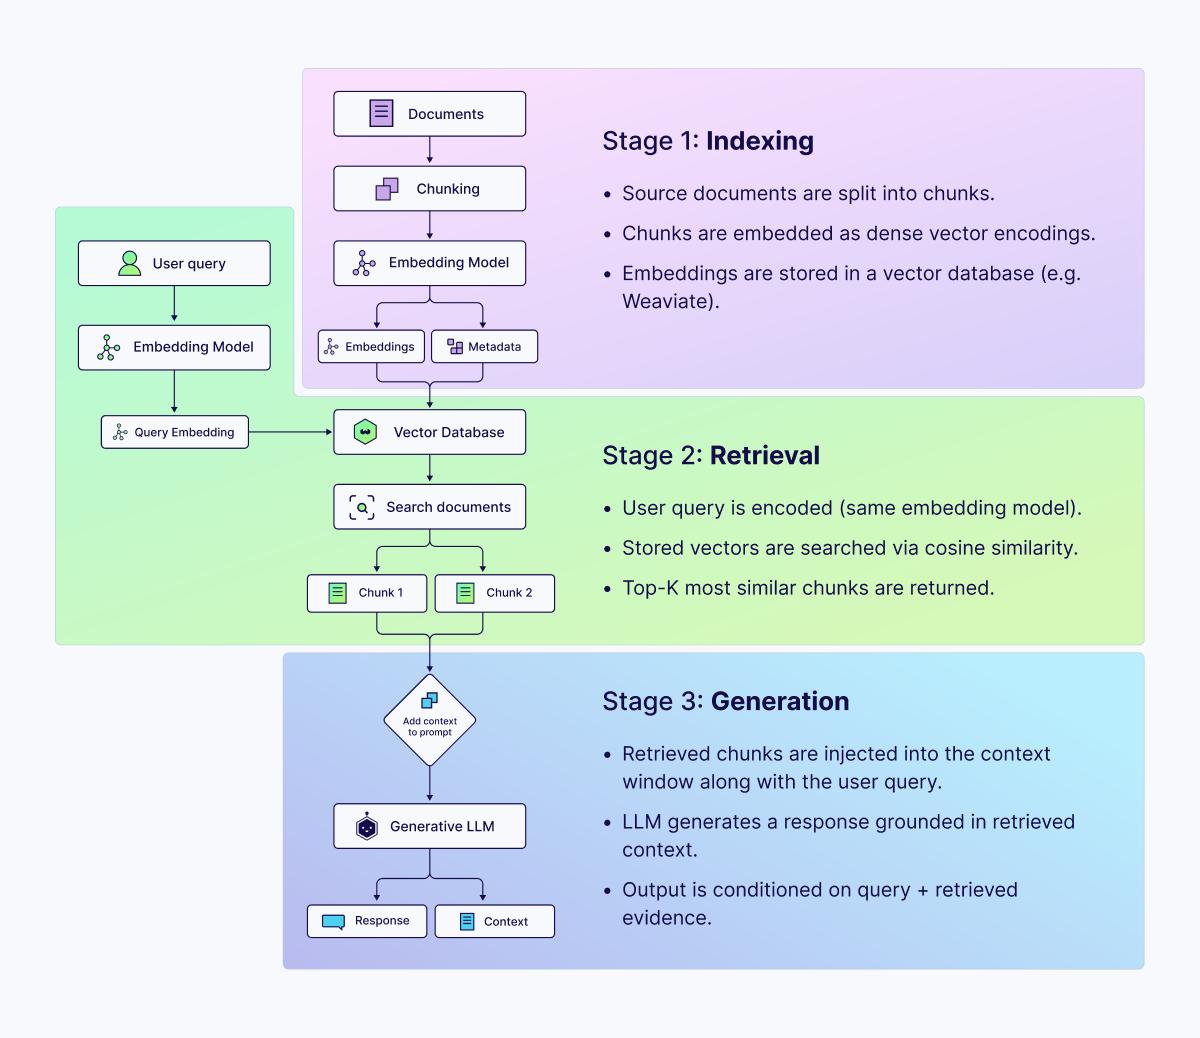 Documents
Chunking
Embedding Model
Embeddings
Metadata
Stage 1: Indexing
• Source documents are split into chunks.
• Chunks are embedded as dense vector encodings.
• Embeddings are stored in a vector database (e.g.
Weaviate).
User query
Embedding Model
Query Embedding
Vector Database
Search documents
Chunk 1
Chunk 2
Stage 2: Retrieval
• User query is encoded (same embedding model).
• Stored vectors are searched via cosine similarity.
• Top-K most similar chunks are returned.
Add context
to prompt
Generative LLM
Response
Context
Stage 3: Generation
• Retrieved chunks are injected into the context
window along with the user query.
• LLM generates a response grounded in retrieved
context.
• Output is conditioned on query + retrieved
evidence.